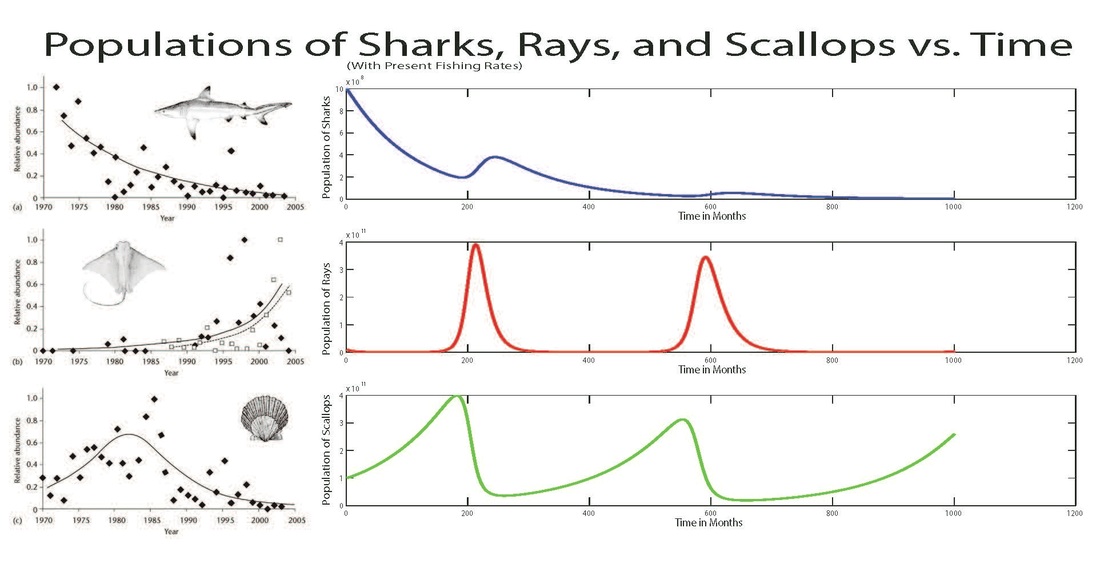 Populations of Sharks, Rays, and Scallops vs. Time
(With Present Fishing Rates)
Relative abundance
1.0
0.8
0.6
0.4
0.2
0
1970 1975 1980 1985 1990 1995 2000 2005
(a)
Year
Population of Sharks
x 10 8
10
8
6
4
2
0
0 200 400 600 800 1000 1200
Time in Months
Relative abundance
1.0
0.8
0.6
0.4
0.2
0
1970 1975 1980 1985 1990 1995 2000 2005
(b)
Year
Population of Rays
x 10 11
4
3
2
1
0
0 200 400 600 800 1000 1200
Time in Months
Relative abundance
1.0
0.8
0.6
0.4
0.2
0
1970 1975 1980 1985 1990 1995 2000 2005
(c)
Year
Population of Scallops
x 10 11
4
3
2
1
0
0 200 400 600 800 1000 1200
Time in Months